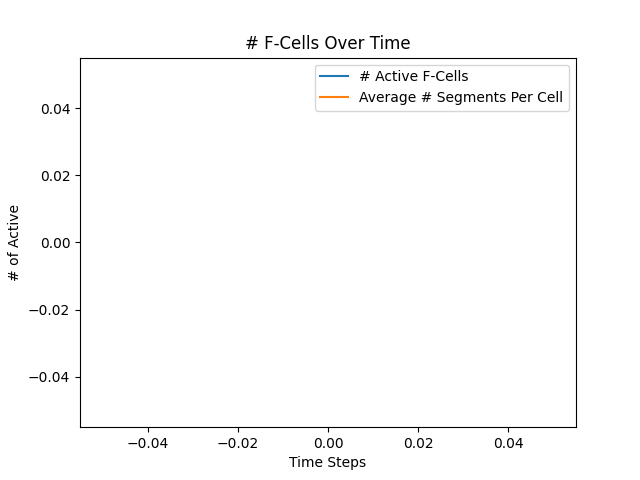 # F-Cells Over Time
# Active F-Cells
Average # Segments Per Cell
0.04
0.02
0.00
−0.02
−0.04
# of Active
−0.04
−0.02
0.00
0.02
0.04
Time Steps